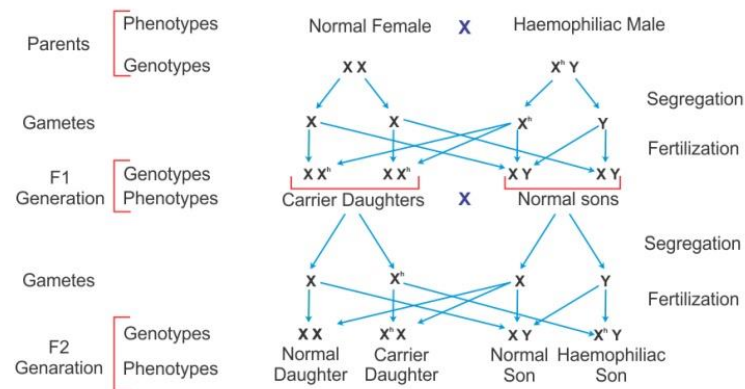 Parents Phenotypes Normal Female X Haemophiliac Male
Genotypes X X Xʰ Y
Segregation
Gametes X X Xʰ Y
Fertilization
F1 Generation Genotypes X Xʰ X Xʰ X Y X Y
Phenotypes Carrier Daughters X Normal sons
Segregation
Gametes X Xʰ X Y
Fertilization
F2 Genaration Genotypes X X Xʰ X X Y Xʰ Y
Phenotypes Normal Daughter Carrier Daughter Normal Son Haemophiliac Son